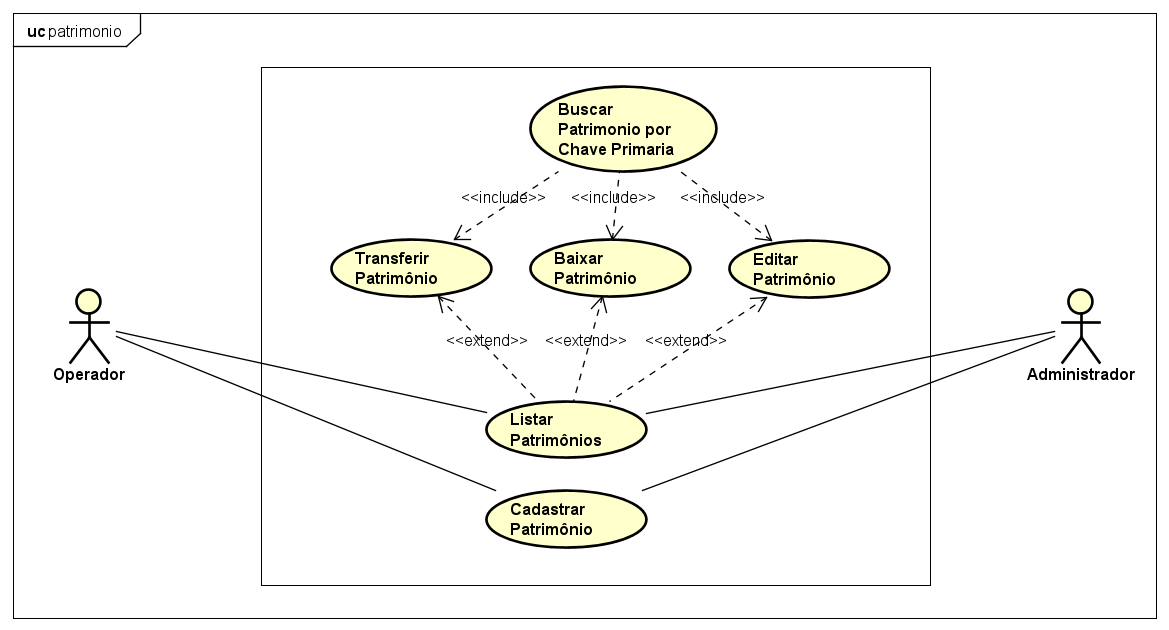 uc patrimonio
Buscar
Patrimonio por
Chave Primaria
<<include>>
<<include>>
<<include>>
Transferir
Patrimônio
Baixar
Patrimônio
Editar
Patrimônio
<<extend>>
<<extend>>
<<extend>>
Operador
Administrador
Listar
Patrimônios
Cadastrar
Patrimônio